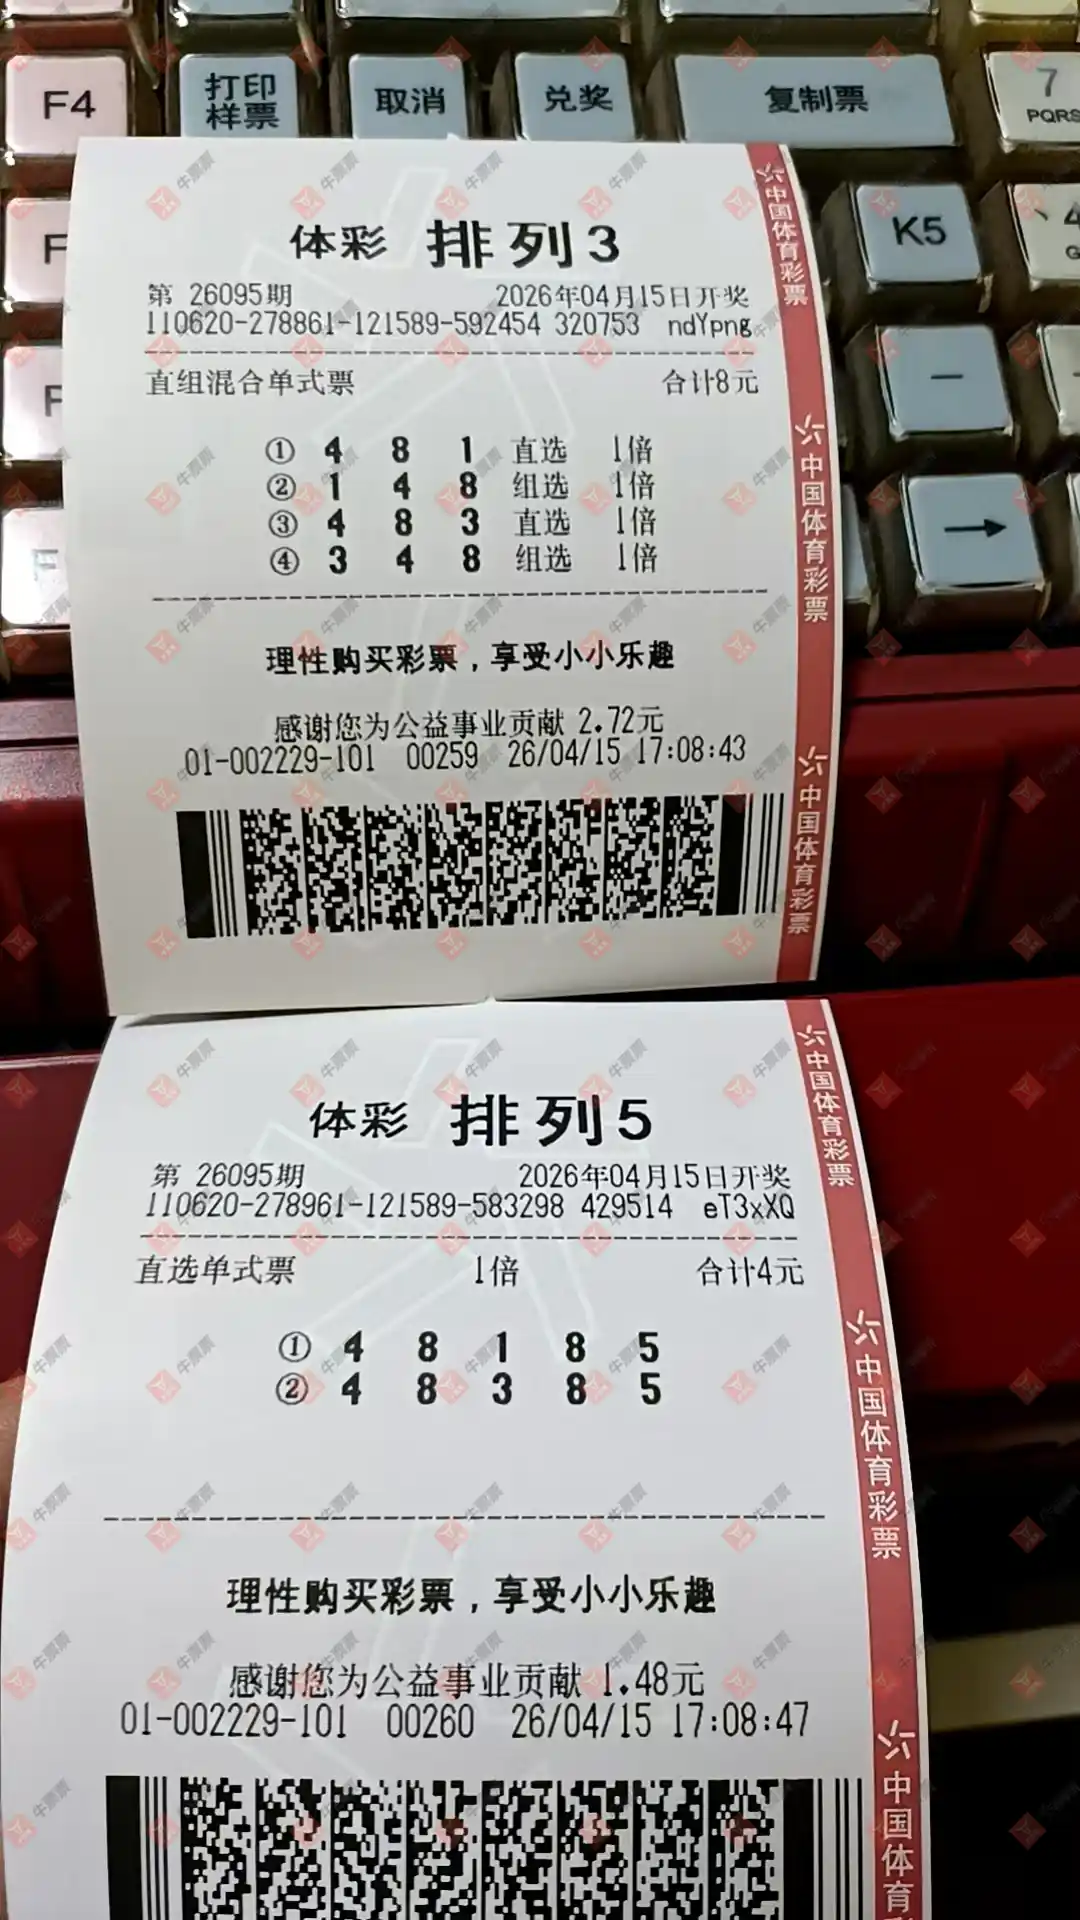 F4 打印样票 取消 兑奖 复制票 7 PQRS
K5
体彩 排列3
第 26095期 2026年04月15日开奖
110620-278861-121589-592454 320753 ndYpng
直组混合单式票 合计8元
① 4 8 1 直选 1倍
② 1 4 8 组选 1倍
③ 4 8 3 直选 1倍
④ 3 4 8 组选 1倍
理性购买彩票，享受小小乐趣
感谢您为公益事业贡献 2.72元
01-002229-101 00259 26/04/15 17:08:43
中国体育彩票
中国体育彩票
中国体育彩票
体彩 排列5
第 26095期 2026年04月15日开奖
110620-278961-121589-583298 429514 eT3xXQ
直选单式票 1倍 合计4元
① 4 8 1 8 5
② 4 8 3 8 5
理性购买彩票，享受小小乐趣
感谢您为公益事业贡献 1.48元
01-002229-101 00260 26/04/15 17:08:47
中国体育彩票
中国体育彩票
中国体育
牛票票